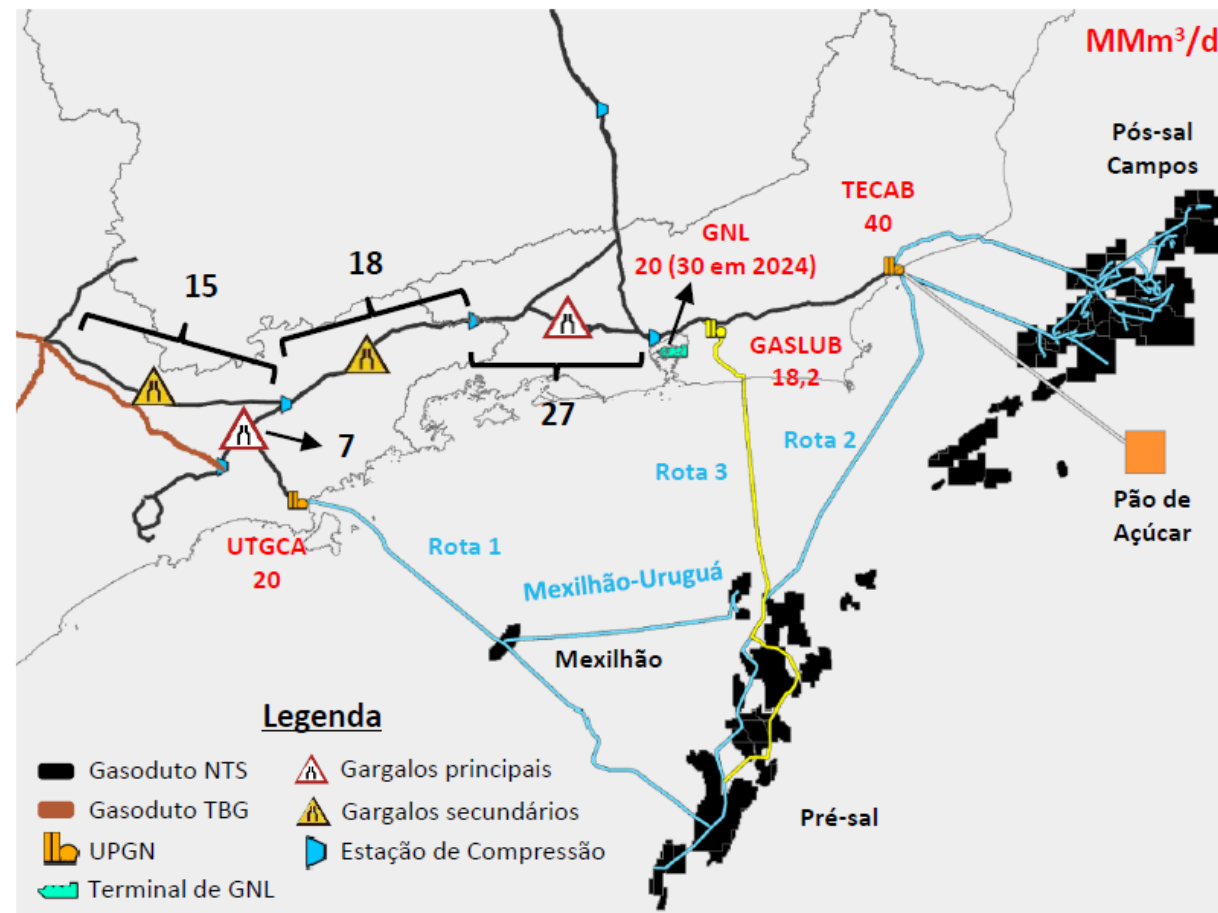 MMm³/d
Pós-sal
Campos
TECAB
40
GNL
20 (30 em 2024)
18
15
GASLUB
18,2
27
7
Rota 2
Rota 3
Pão de
Açúcar
UTGCA
20
Rota 1
Mexilhão-Uruguá
Mexilhão
Pré-sal
Legenda
Gasoduto NTS
Gargalos principais
Gasoduto TBG
Gargalos secundários
UPGN
Estação de Compressão
Terminal de GNL